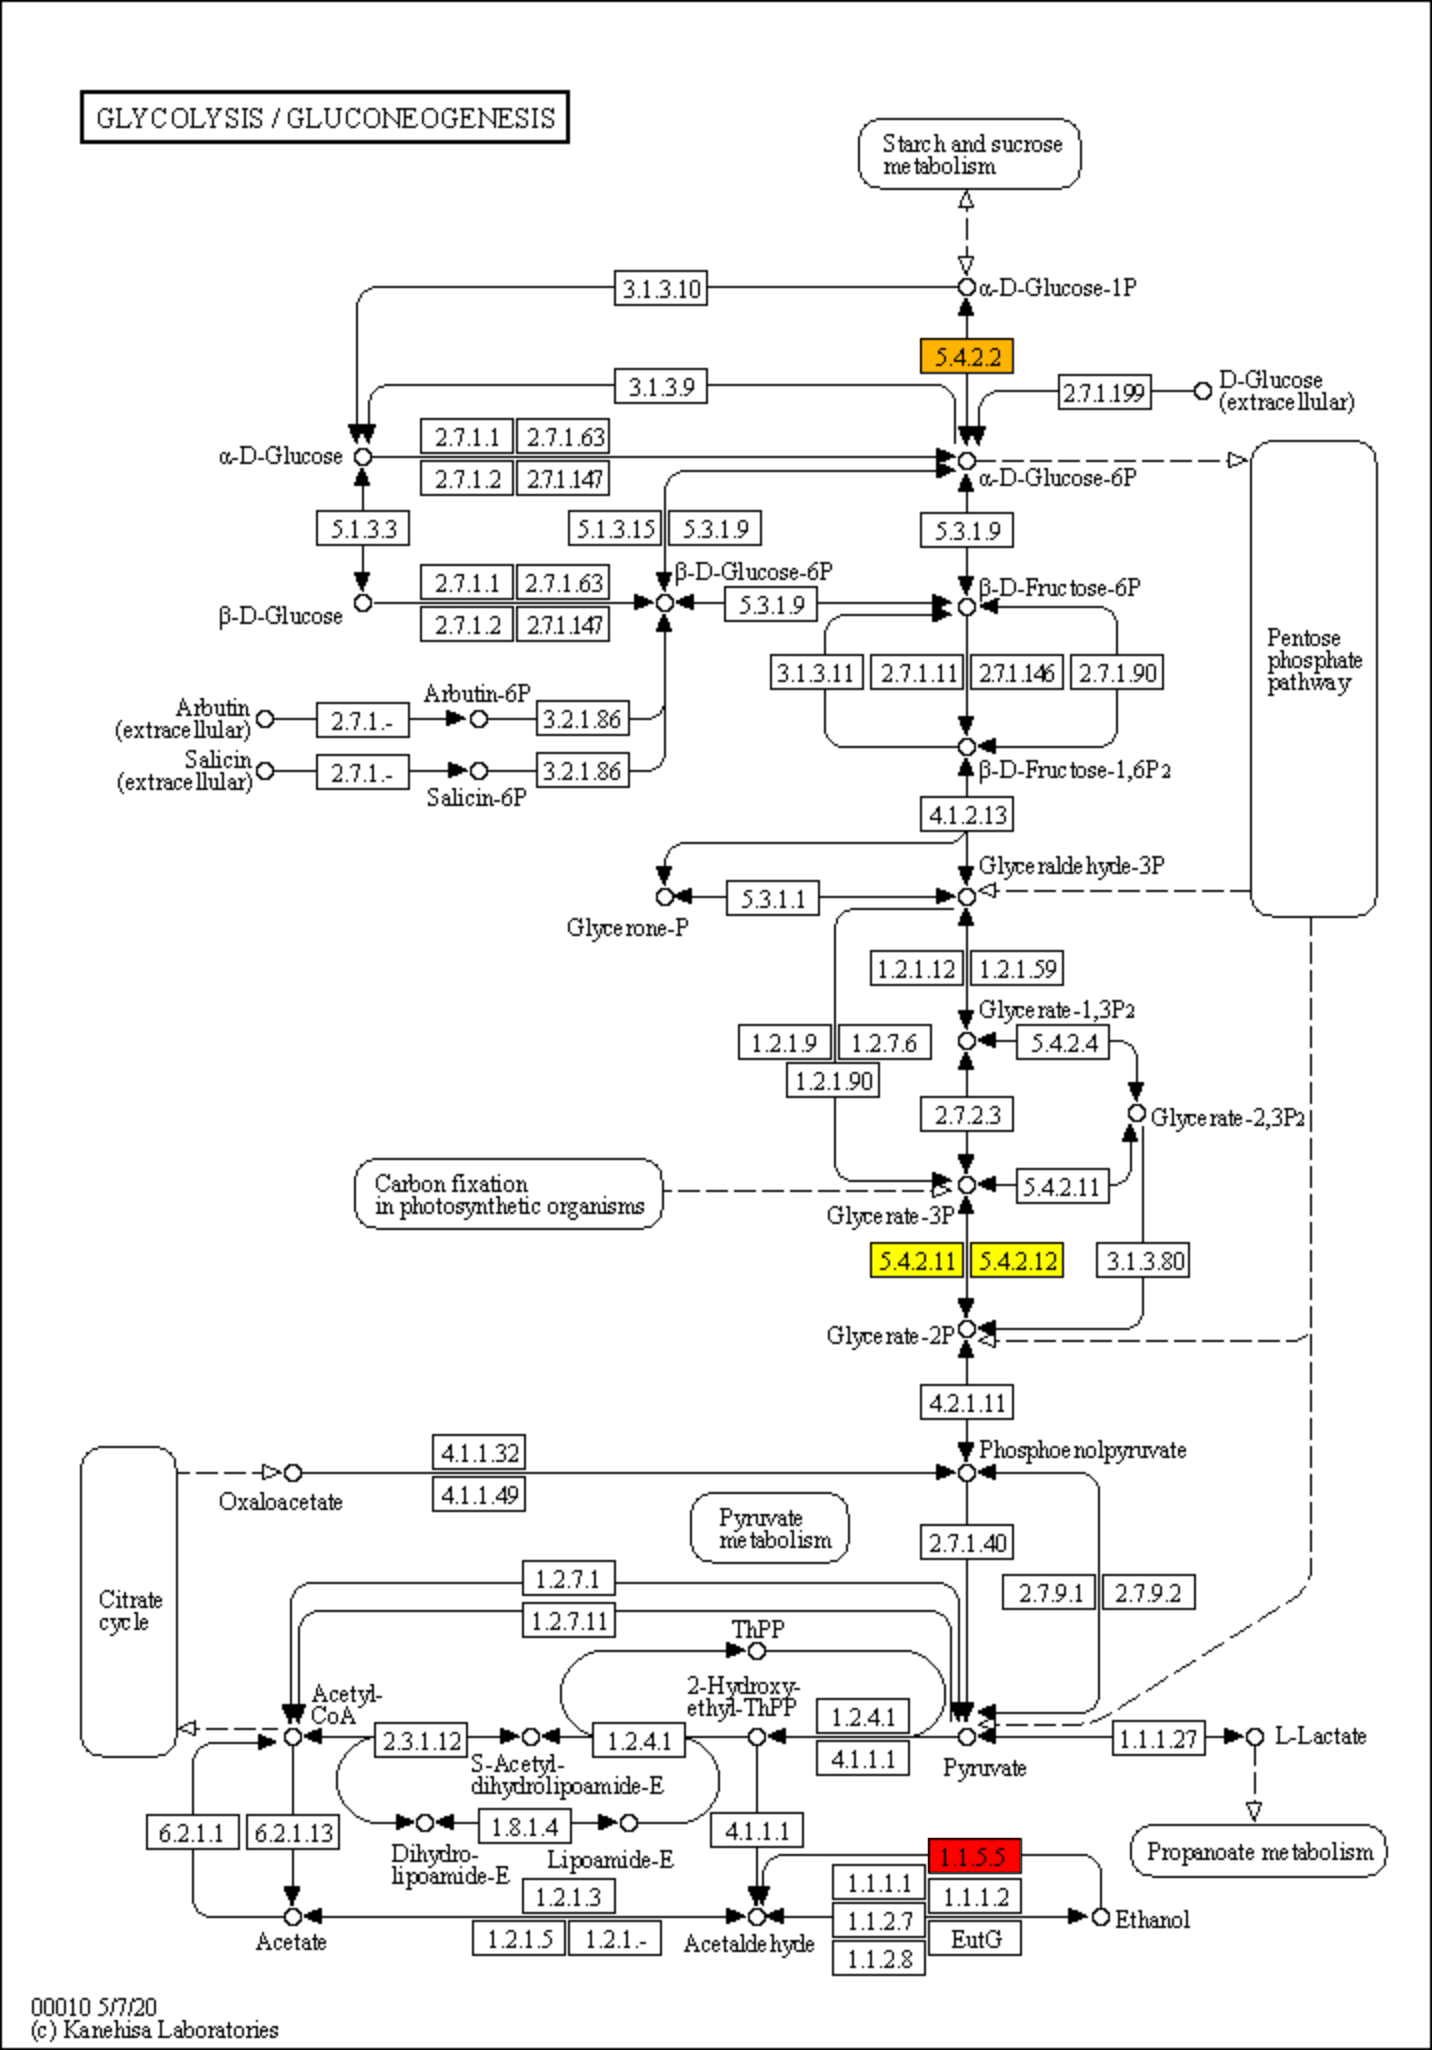 GLYCOLYSIS / GLUCONEOGENESIS
Starch and sucrose
metabolism
3.1.3.10
α-D-Glucose-1P
5.4.2.2
3.1.3.9
2.7.1.199
D-Glucose
(extracellular)
2.7.1.1
2.7.1.63
α-D-Glucose
2.7.1.2
2.7.1.147
α-D-Glucose-6P
5.1.3.3
5.1.3.15
5.3.1.9
5.3.1.9
β-D-Glucose-6P
2.7.1.1
2.7.1.63
β-D-Fructose-6P
5.3.1.9
β-D-Glucose
2.7.1.2
2.7.1.147
Pentose
phosphate
pathway
3.1.3.11
2.7.1.11
2.7.1.146
2.7.1.90
Arbutin-6P
Arbutin
(extracellular)
2.7.1.-
3.2.1.86
Salicin
(extracellular)
2.7.1.-
3.2.1.86
Salicin-6P
β-D-Fructose-1,6P2
4.1.2.13
Glyceraldehyde-3P
5.3.1.1
Glycerone-P
1.2.1.12
1.2.1.59
Glycerate-1,3P2
1.2.1.9
1.2.7.6
5.4.2.4
1.2.1.90
2.7.2.3
Glycerate-2,3P2
Carbon fixation
in photosynthetic organisms
5.4.2.11
Glycerate-3P
5.4.2.11
5.4.2.12
3.1.3.80
Glycerate-2P
4.2.1.11
4.1.1.32
Phosphoenolpyruvate
Oxaloacetate
4.1.1.49
Pyruvate
metabolism
2.7.1.40
Citrate
cycle
1.2.7.1
2.7.9.1
2.7.9.2
1.2.7.11
ThPP
Acetyl-
CoA
2-Hydroxy-
ethyl-ThPP
1.2.4.1
2.3.1.12
1.2.4.1
1.1.1.27
L-Lactate
S-Acetyl-
dihydrolipoamide-E
4.1.1.1
Pyruvate
6.2.1.1
6.2.1.13
1.8.1.4
4.1.1.1
Dihydro-
lipoamide-E
Lipoamide-E
1.1.5.5
Propanoate metabolism
1.1.1.1
1.1.1.2
1.2.1.3
Acetate
1.2.1.5
1.2.1.-
Acetaldehyde
1.1.2.7
EutG
1.1.2.8
Ethanol
00010 5/7/20
(c) Kanehisa Laboratories